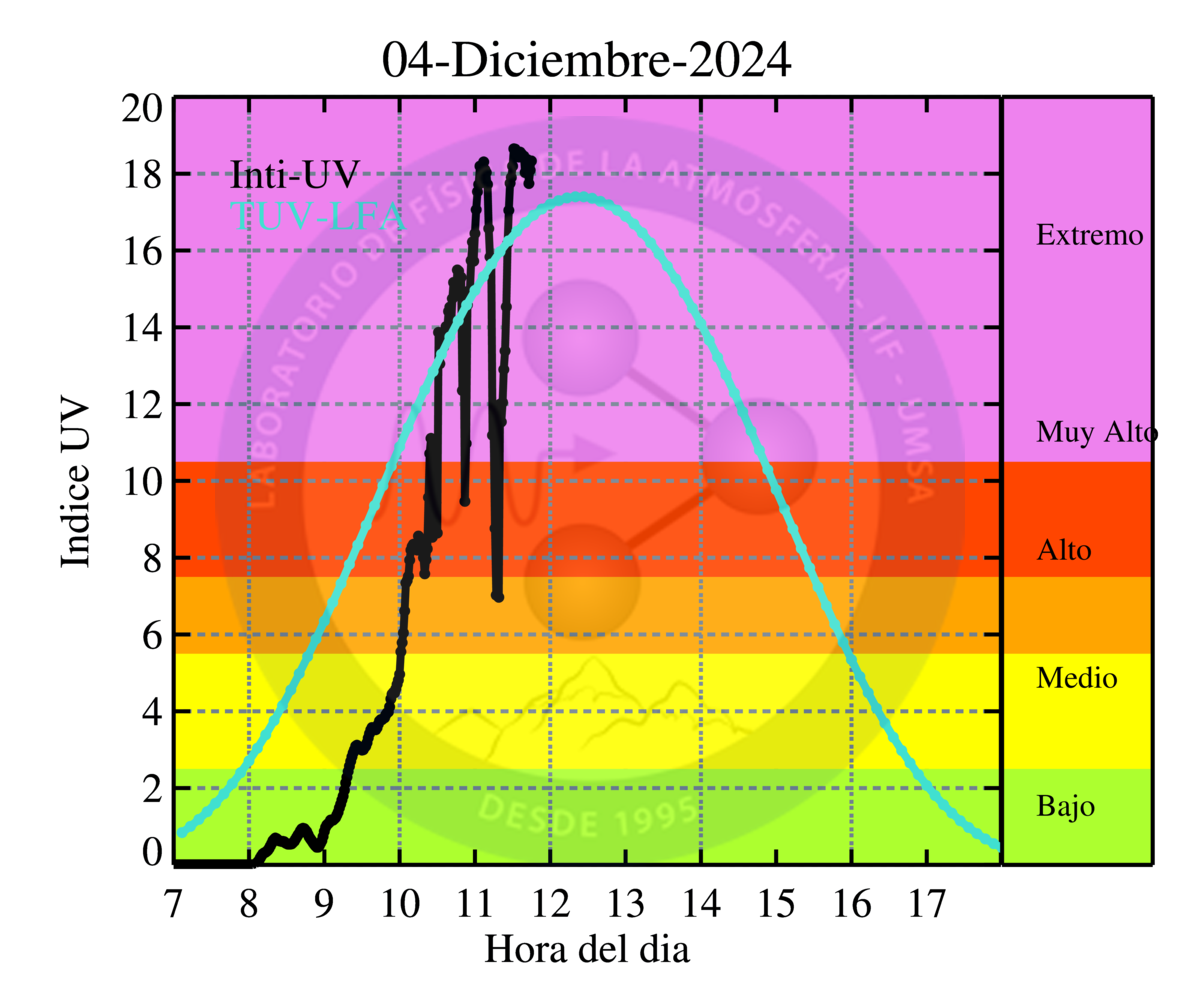 04-Diciembre-2024
20
18
16
14
12
10
8
6
4
2
0
Indice UV
Inti-UV
TUV-LFA
LABORATORIO DE FÍSICA DE LA ATMÓSFERA - IIF - UMSA
DESDE 1995
Extremo
Muy Alto
Alto
Medio
Bajo
7 8 9 10 11 12 13 14 15 16 17
Hora del dia